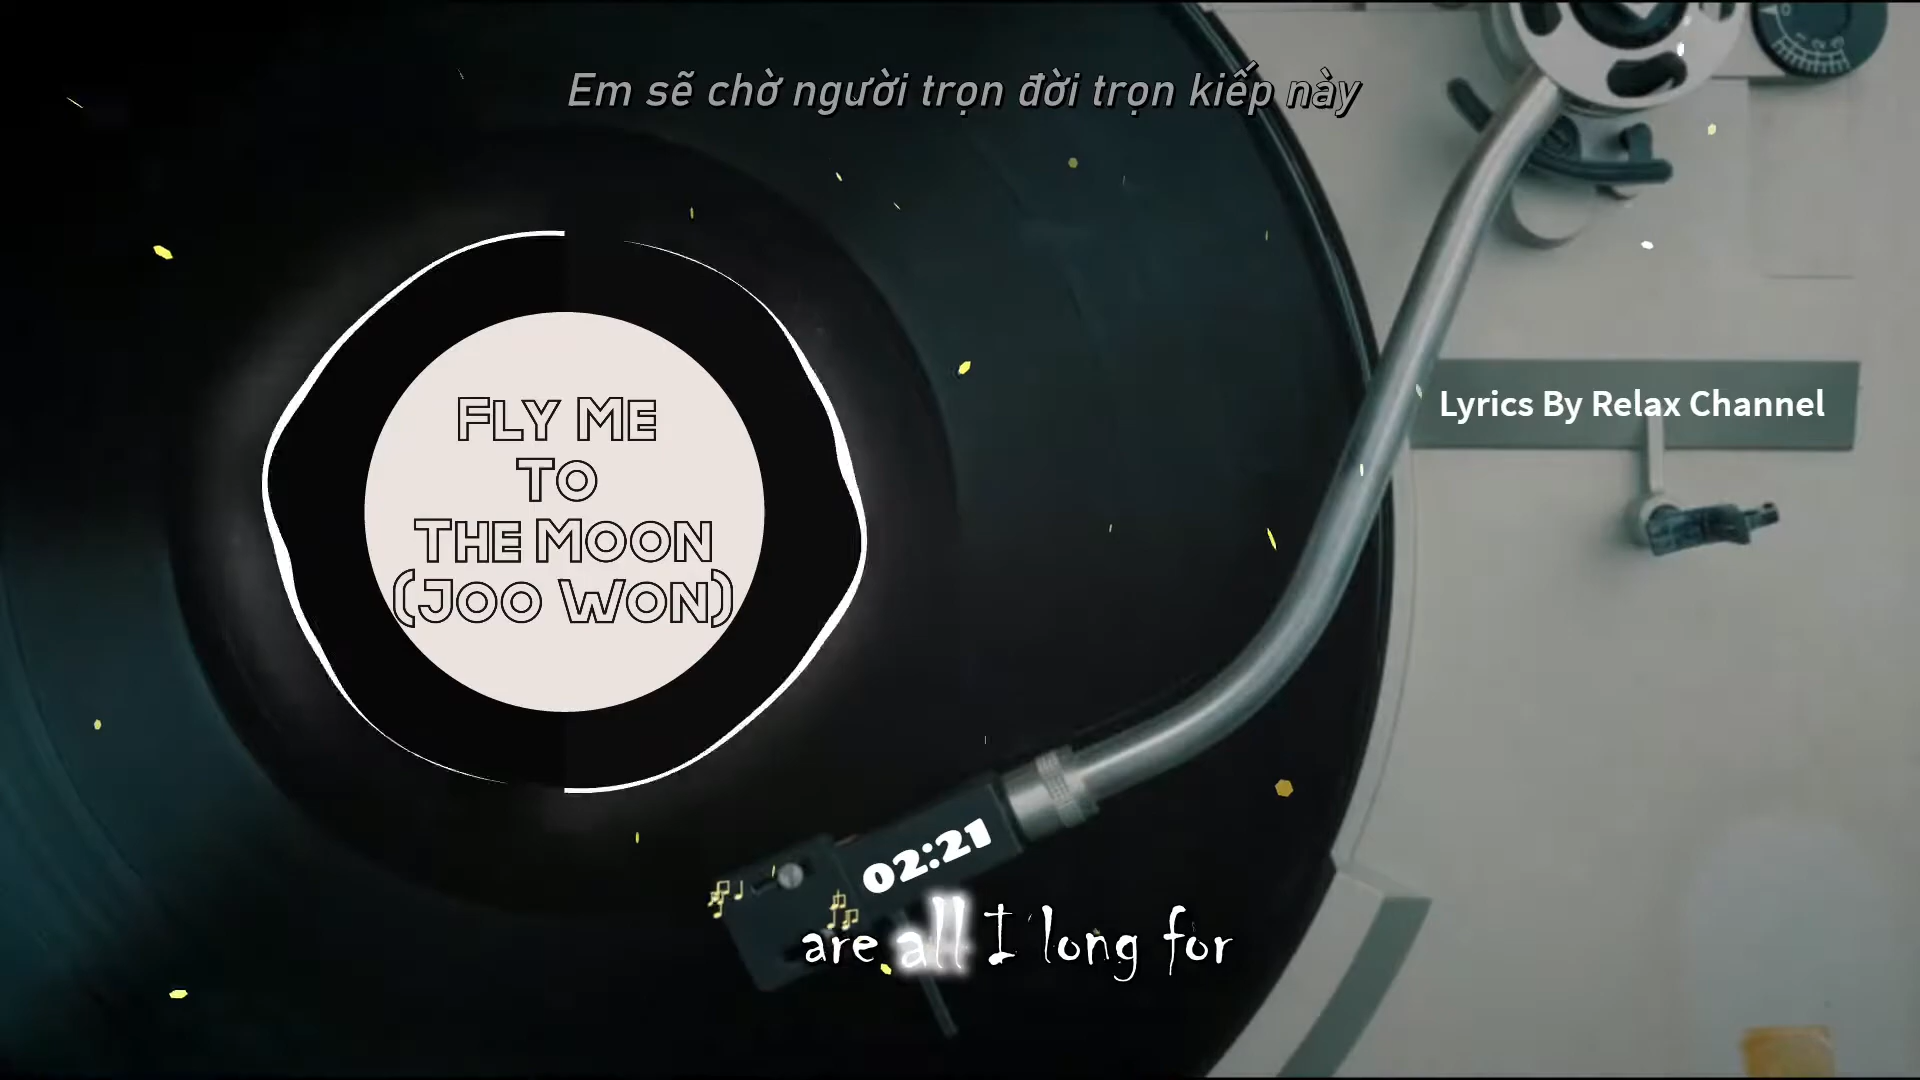 Em sẽ chờ người trọn đời trọn kiếp này
FLY ME
TO
THE MOON
(JOO WON)
Lyrics By Relax Channel
02:21
are all I long for